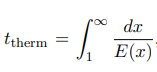 t_therm = ∫_1^∞ dx / E(x),